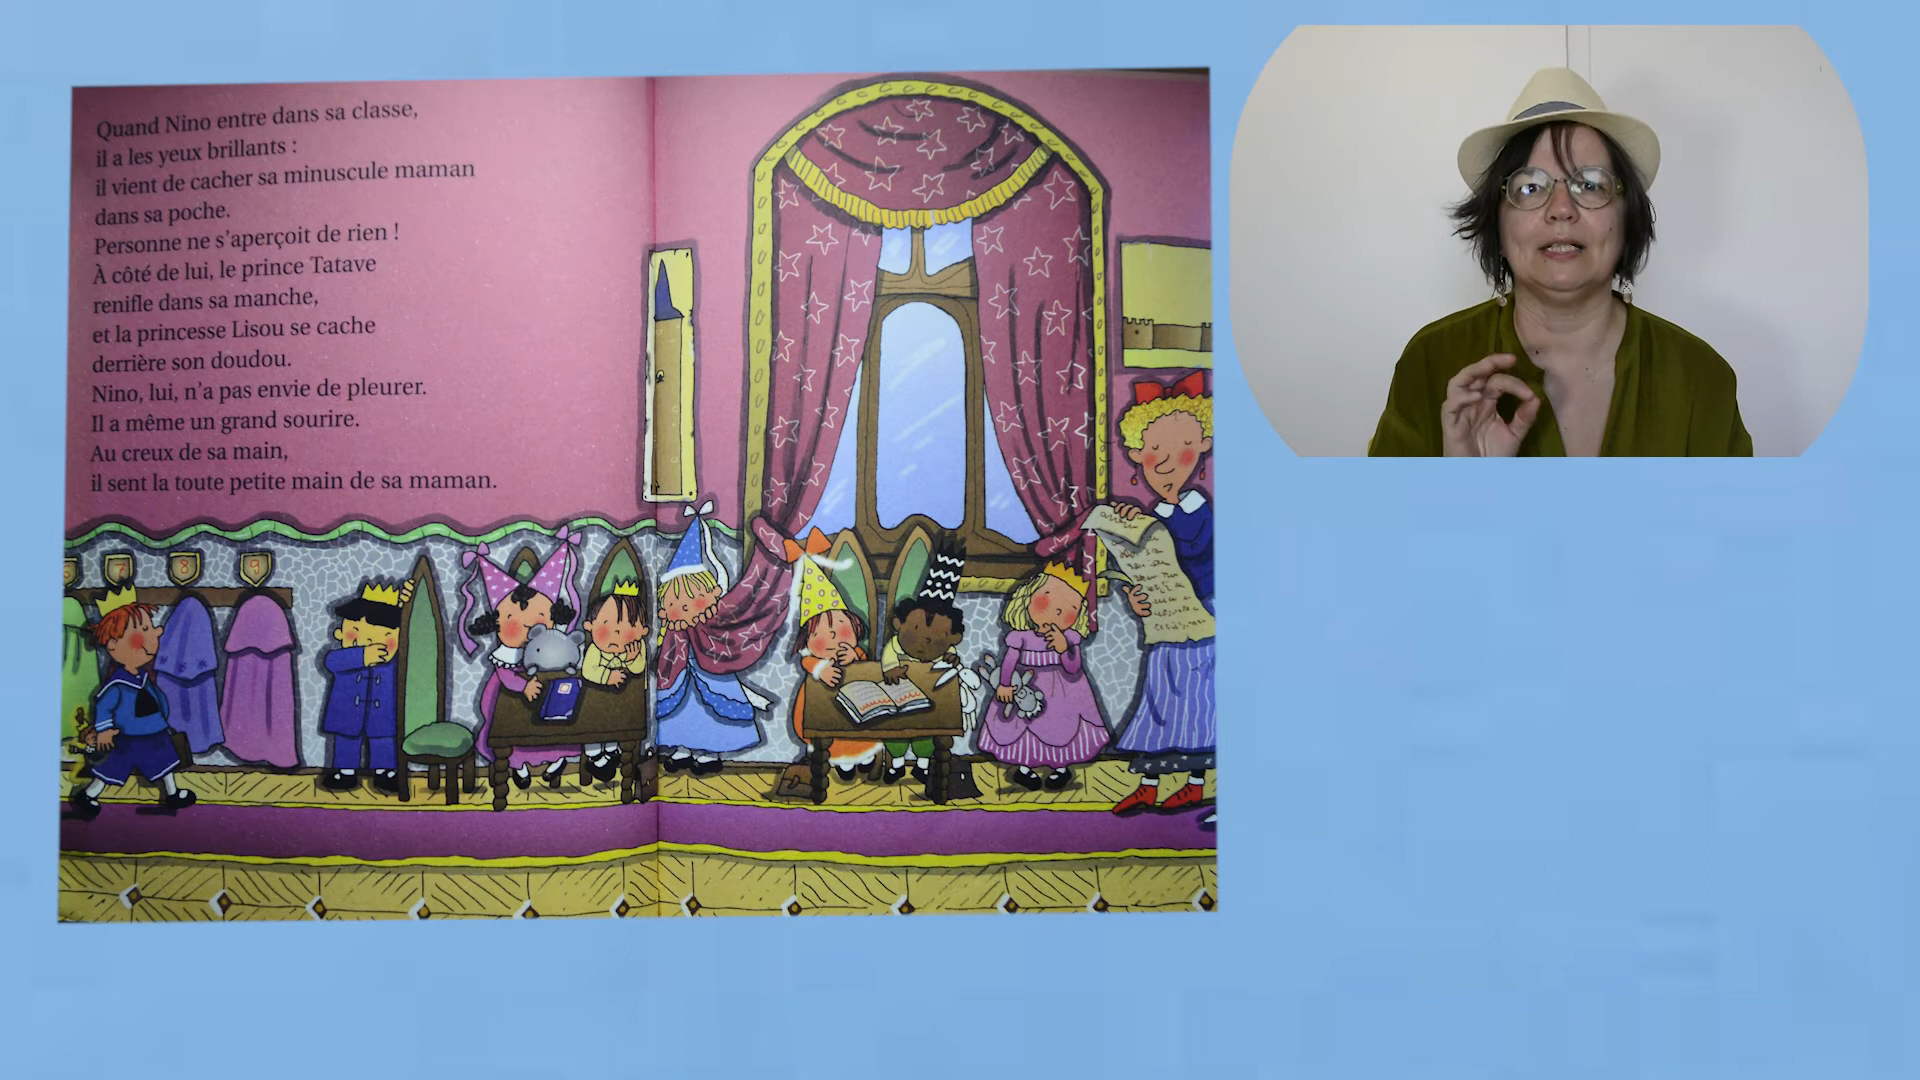 Quand Nino entre dans sa classe,
il a les yeux brillants :
il vient de cacher sa minuscule maman
dans sa poche.
Personne ne s'aperçoit de rien !
À côté de lui, le prince Tatave
renifle dans sa manche,
et la princesse Lisou se cache
derrière son doudou.
Nino, lui, n'a pas envie de pleurer.
Il a même un grand sourire.
Au creux de sa main,
il sent la toute petite main de sa maman.
7
8
9